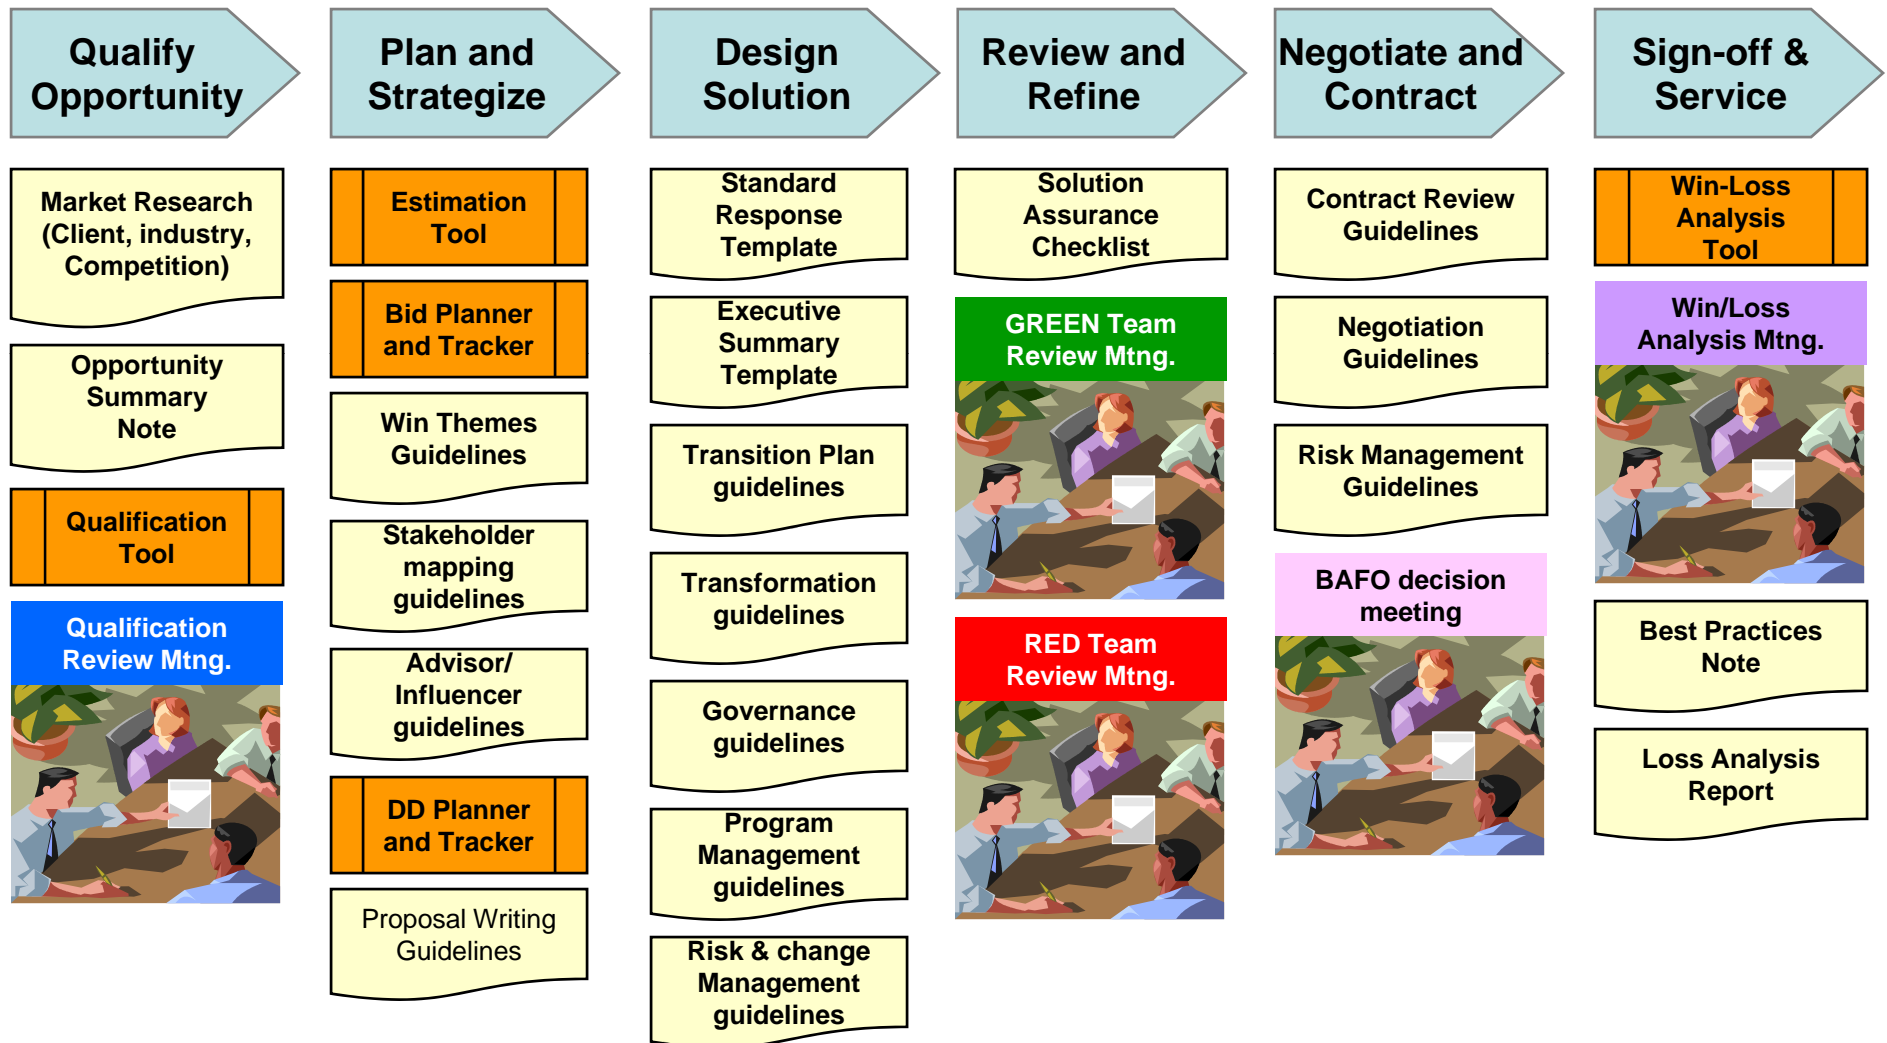 Qualify
Opportunity
Plan and
Strategize
Design
Solution
Review and
Refine
Negotiate and
Contract
Sign-off &
Service
Market Research
(Client, industry,
Competition)
Opportunity
Summary
Note
Qualification
Tool
Qualification
Review Mtng.
Estimation
Tool
Bid Planner
and Tracker
Win Themes
Guidelines
Stakeholder
mapping
guidelines
Advisor/
Influencer
guidelines
DD Planner
and Tracker
Proposal Writing
Guidelines
Standard
Response
Template
Executive
Summary
Template
Transition Plan
guidelines
Transformation
guidelines
Governance
guidelines
Program
Management
guidelines
Risk & change
Management
guidelines
Solution
Assurance
Checklist
GREEN Team
Review Mtng.
RED Team
Review Mtng.
Contract Review
Guidelines
Negotiation
Guidelines
Risk Management
Guidelines
BAFO decision
meeting
Win-Loss
Analysis
Tool
Win/Loss
Analysis Mtng.
Best Practices
Note
Loss Analysis
Report